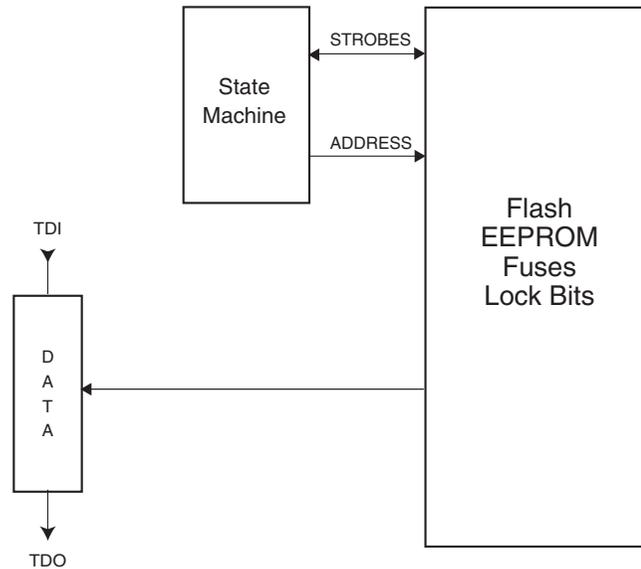 STROBES
State
Machine
ADDRESS
Flash
EEPROM
Fuses
Lock Bits
TDI
D
A
T
A
TDO